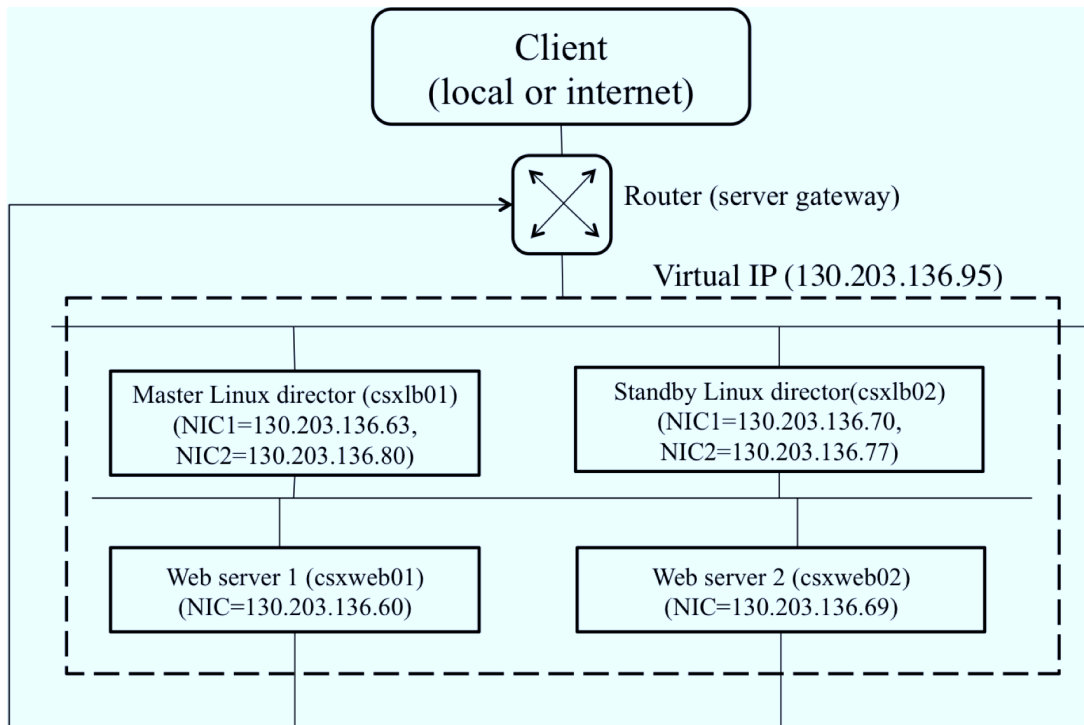 Client
(local or internet)
Router (server gateway)
Virtual IP (130.203.136.95)
Master Linux director (csxlb01)
(NIC1=130.203.136.63,
NIC2=130.203.136.80)
Standby Linux director(csxlb02)
(NIC1=130.203.136.70,
NIC2=130.203.136.77)
Web server 1 (csxweb01)
(NIC=130.203.136.60)
Web server 2 (csxweb02)
(NIC=130.203.136.69)